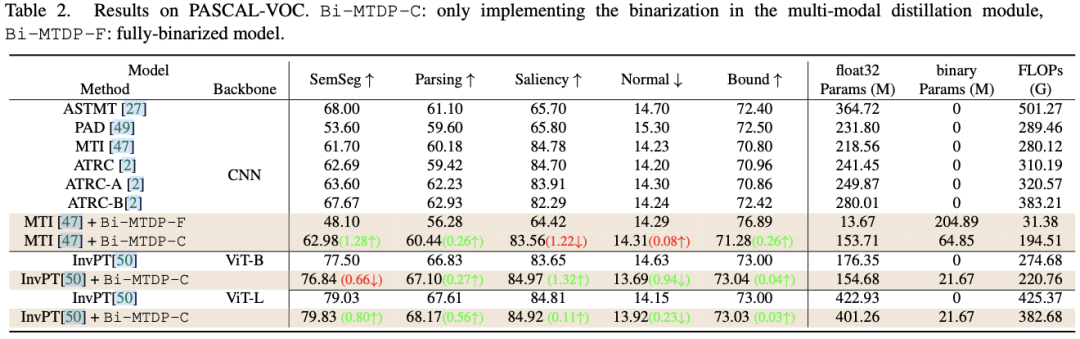 Table 2. Results on PASCAL-VOC. Bi-MTDP-C: only implementing the binarization in the multi-modal distillation module,
Bi-MTDP-F: fully-binarized model.
Model SemSeg ↑ Parsing ↑ Saliency ↑ Normal ↓ Bound ↑ float32 binary FLOPs
Method Backbone Params (M) Params (M) (G)
ASTMT [27] 68.00 61.10 65.70 14.70 72.40 364.72 0 501.27
PAD [49] 53.60 59.60 65.80 15.30 72.50 231.80 0 289.46
MTI [47] 61.70 60.18 84.78 14.23 70.80 218.56 0 280.12
ATRC [2] 62.69 59.42 84.70 14.20 70.96 241.45 0 310.19
CNN
ATRC-A [2] 63.60 62.23 83.91 14.30 70.86 249.87 0 320.57
ATRC-B[2] 67.67 62.93 82.29 14.24 72.42 280.01 0 383.21
MTI [47] + Bi-MTDP-F 48.10 56.28 64.42 14.29 76.89 13.67 204.89 31.38
MTI [47] + Bi-MTDP-C 62.98(1.28↑) 60.44(0.26↑) 83.56(1.22↓) 14.31(0.08↑) 71.28(0.26↑) 153.71 64.85 194.51
InvPT[50] ViT-B 77.50 66.83 83.65 14.63 73.00 176.35 0 274.68
InvPT[50] + Bi-MTDP-C 76.84 (0.66↓) 67.10(0.27↑) 84.97 (1.32↑) 13.69(0.94↓) 73.04 (0.04↑) 154.68 21.67 220.76
InvPT[50] ViT-L 79.03 67.61 84.81 14.15 73.00 422.93 0 425.37
InvPT[50] + Bi-MTDP-C 79.83 (0.80↑) 68.17(0.56↑) 84.92 (0.11↑) 13.92(0.23↓) 73.03 (0.03↑) 401.26 21.67 382.68